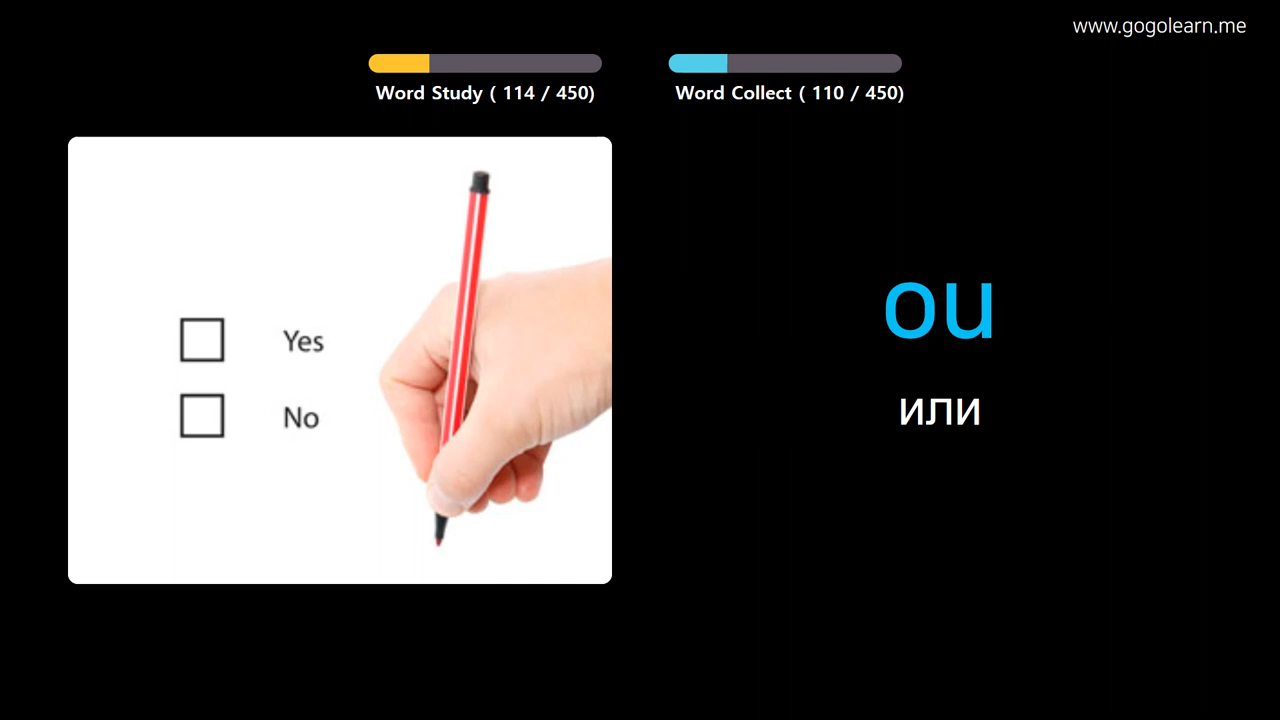 www.gogolearn.me
Word Study ( 114 / 450)
Word Collect ( 110 / 450)
Yes
No
ou
или